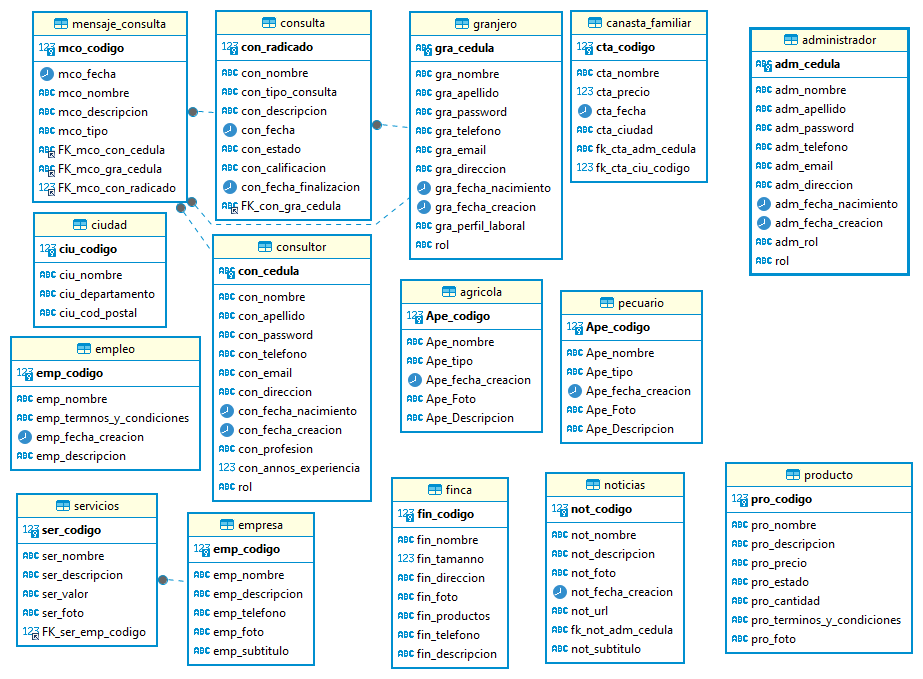 mensaje_consulta
mco_codigo
mco_fecha
mco_nombre
mco_descripcion
mco_tipo
FK_mco_con_cedula
FK_mco_gra_cedula
FK_mco_con_radicado
consulta
con_radicado
con_nombre
con_tipo_consulta
con_descripcion
con_fecha
con_estado
con_calificacion
con_fecha_finalizacion
FK_con_gra_cedula
granjero
gra_cedula
gra_nombre
gra_apellido
gra_password
gra_telefono
gra_email
gra_direccion
gra_fecha_nacimiento
gra_fecha_creacion
gra_perfil_laboral
rol
canasta_familiar
cta_codigo
cta_nombre
cta_precio
cta_fecha
cta_ciudad
fk_cta_adm_cedula
fk_cta_ciu_codigo
administrador
adm_cedula
adm_nombre
adm_apellido
adm_password
adm_telefono
adm_email
adm_direccion
adm_fecha_nacimiento
adm_fecha_creacion
adm_rol
rol
ciudad
ciu_codigo
ciu_nombre
ciu_departamento
ciu_cod_postal
consultor
con_cedula
con_nombre
con_apellido
con_password
con_telefono
con_email
con_direccion
con_fecha_nacimiento
con_fecha_creacion
con_profesion
con_annos_experiencia
rol
agricola
Ape_codigo
Ape_nombre
Ape_tipo
Ape_fecha_creacion
Ape_Foto
Ape_Descripcion
pecuario
Ape_codigo
Ape_nombre
Ape_tipo
Ape_fecha_creacion
Ape_Foto
Ape_Descripcion
empleo
emp_codigo
emp_nombre
emp_termnos_y_condiciones
emp_fecha_creacion
emp_descripcion
servicios
ser_codigo
ser_nombre
ser_descripcion
ser_valor
ser_foto
FK_ser_emp_codigo
empresa
emp_codigo
emp_nombre
emp_descripcion
emp_telefono
emp_foto
emp_subtitulo
finca
fin_codigo
fin_nombre
fin_tamanno
fin_direccion
fin_foto
fin_productos
fin_telefono
fin_descripcion
noticias
not_codigo
not_nombre
not_descripcion
not_foto
not_fecha_creacion
not_url
fk_not_adm_cedula
not_subtitulo
producto
pro_codigo
pro_nombre
pro_descripcion
pro_precio
pro_estado
pro_cantidad
pro_terminos_y_condiciones
pro_foto